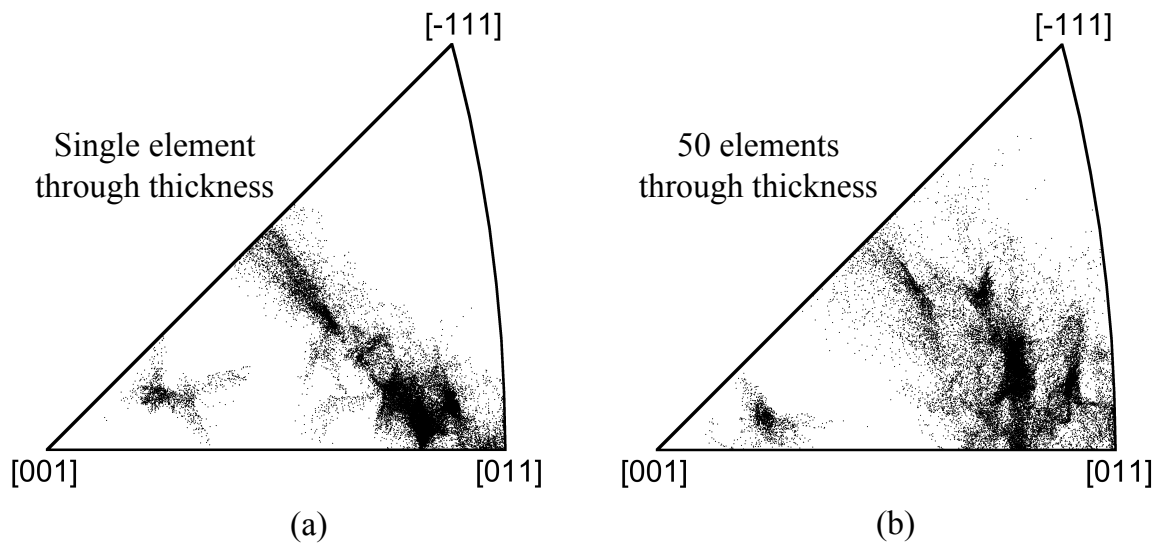 [-111]
Single element
through thickness
[001]
[011]
(a)
[-111]
50 elements
through thickness
[001]
[011]
(b)